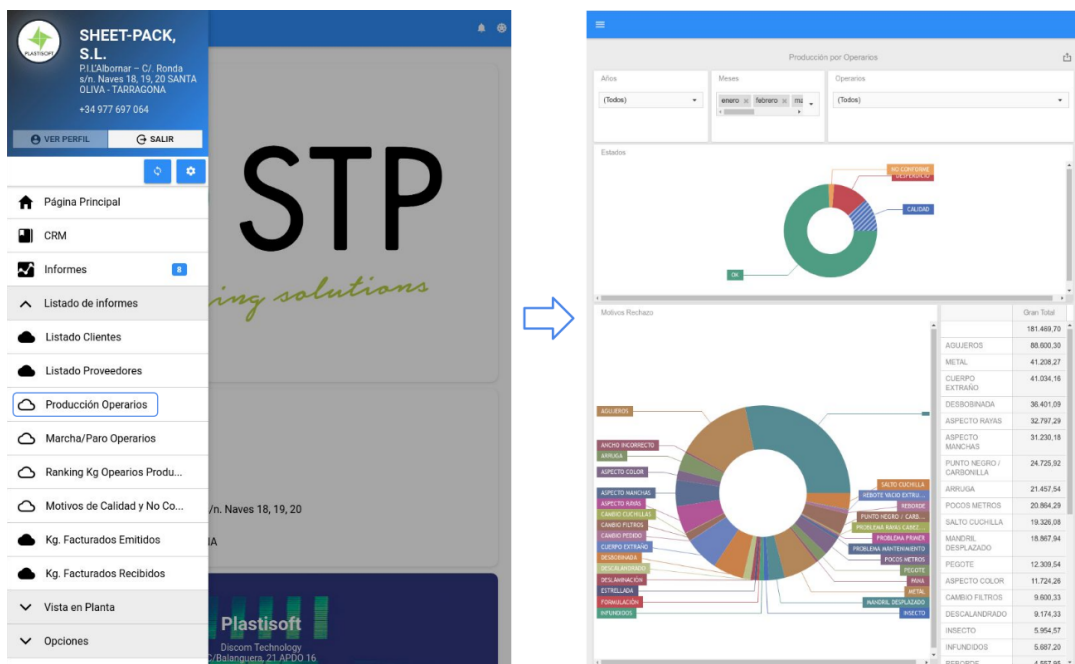 PLASTISOFT
SHEET-PACK,
S.L.
P.I.L'Albornar – C/. Ronda
s/n. Naves 18, 19, 20 SANTA
OLIVA - TARRAGONA
+34 977 697 064
VER PERFIL
SALIR
Página Principal
CRM
Informes
8
Listado de informes
Listado Clientes
Listado Proveedores
Producción Operarios
Marcha/Paro Operarios
Ranking Kg Opearios Produ...
Motivos de Calidad y No Co...
Kg. Facturados Emitidos
Kg. Facturados Recibidos
Vista en Planta
Opciones
STP
ing solutions
/n. Naves 18, 19, 20
IA
Plastisoft
Discom Technology
C/Balanguera, 21 APDO 16
Producción por Operarios
Años
Meses
Operarios
(Todos)
enero
febrero
ma
(Todos)
Estados
NO CONFORME
DESPERDICIO
CALIDAD
OK
Motivos Rechazo
AGUJEROS
ANCHO INCORRECTO
ARRUGA
ASPECTO COLOR
ASPECTO MANCHAS
ASPECTO RAYAS
CAMBIO CUCHILLAS
CAMBIO FILTROS
CAMBIO PEDIDO
CUERPO EXTRAÑO
DESBOBINADA
DESCALANDRADO
DESLAMINACIÓN
ESTRELLADA
FORMULACIÓN
INFUNDIDOS
SALTO CUCHILLA
REBOTE VACIO EXTRU...
REBORDE
PUNTO NEGRO / CARB...
PROBLEMA RAYAS CABEZ...
PROBLEMA PRIMER
PROBLEMA MANTENIMIENTO
POCOS METROS
PEGOTE
PAKA
METAL
MANDRIL DESPLAZADO
INSECTO
Gran Total
181.469,70
AGUJEROS 88.600,30
METAL 41.208,27
CUERPO
EXTRAÑO 41.034,16
DESBOBINADA 36.401,09
ASPECTO RAYAS 32.797,29
ASPECTO
MANCHAS 31.230,18
PUNTO NEGRO /
CARBONILLA 24.725,92
ARRUGA 21.457,54
POCOS METROS 20.864,29
SALTO CUCHILLA 19.326,08
MANDRIL
DESPLAZADO 18.867,94
PEGOTE 12.309,54
ASPECTO COLOR 11.724,26
CAMBIO FILTROS 9.600,33
DESCALANDRADO 9.174,33
INSECTO 5.954,57
INFUNDIDOS 5.687,20
REBORDE 4.557,95